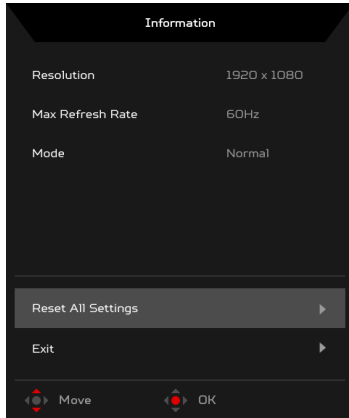 Information
Resolution 1920 x 1080
Max Refresh Rate 60Hz
Mode Normal
Reset All Settings
Exit
Move OK